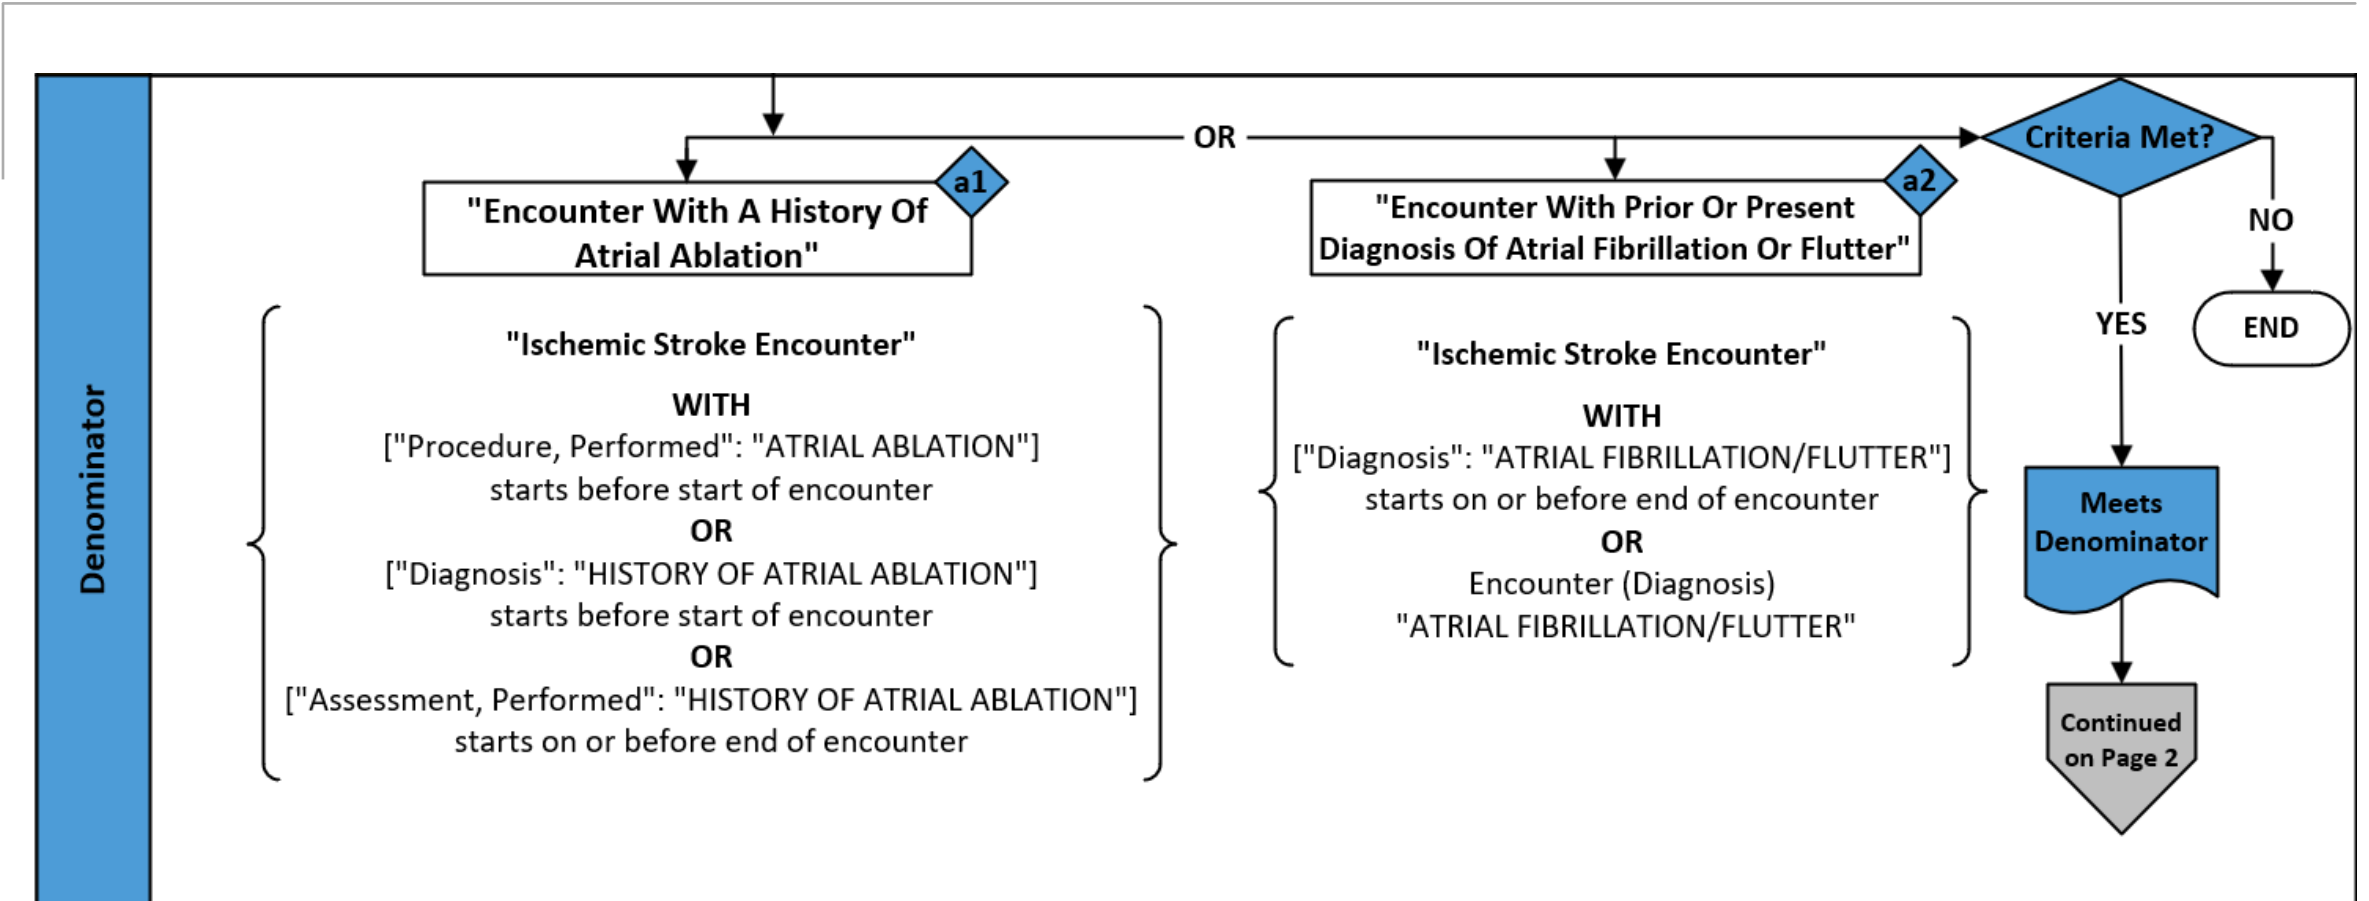 Denominator
OR
Criteria Met?
a1
"Encounter With A History Of
Atrial Ablation"
a2
"Encounter With Prior Or Present
Diagnosis Of Atrial Fibrillation Or Flutter"
NO
END
YES
"Ischemic Stroke Encounter"
WITH
["Procedure, Performed": "ATRIAL ABLATION"]
starts before start of encounter
OR
["Diagnosis": "HISTORY OF ATRIAL ABLATION"]
starts before start of encounter
OR
["Assessment, Performed": "HISTORY OF ATRIAL ABLATION"]
starts on or before end of encounter
"Ischemic Stroke Encounter"
WITH
["Diagnosis": "ATRIAL FIBRILLATION/FLUTTER"]
starts on or before end of encounter
OR
Encounter (Diagnosis)
"ATRIAL FIBRILLATION/FLUTTER"
Meets
Denominator
Continued
on Page 2